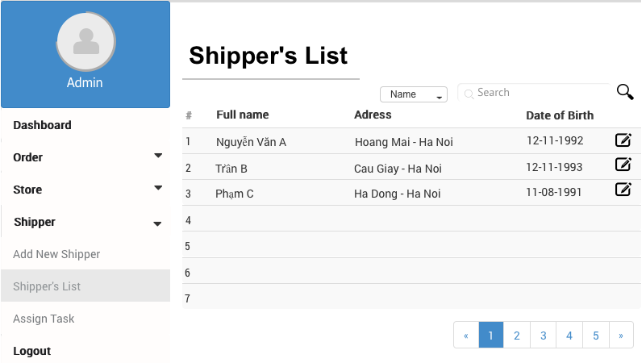 Admin
Dashboard
Order
Store
Shipper
Add New Shipper
Shipper's List
Assign Task
Logout
Shipper's List
Name Search
# Full name Adress Date of Birth
1 Nguyễn Văn A Hoang Mai - Ha Noi 12-11-1992
2 Trần B Cau Giay - Ha Noi 12-11-1993
3 Phạm C Ha Dong - Ha Noi 11-08-1991
4
5
6
7
« 1 2 3 4 5 »